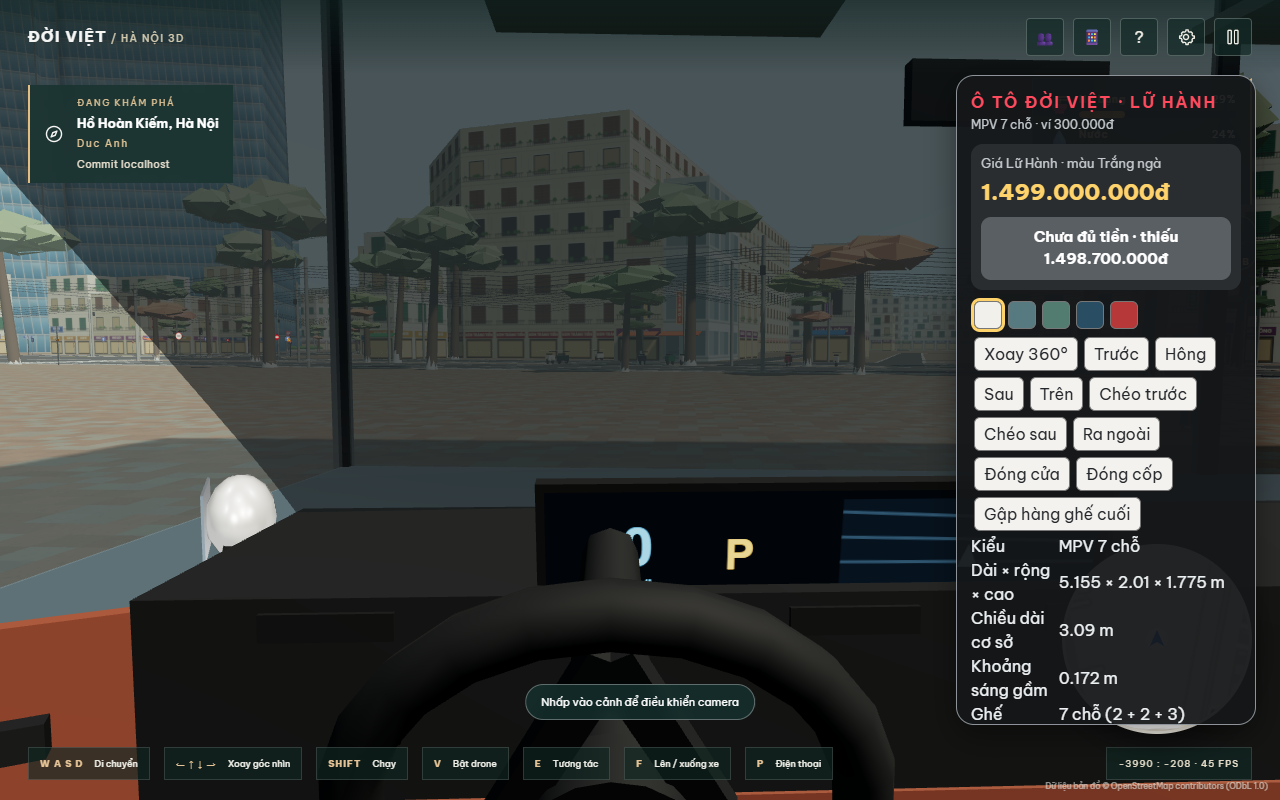 ĐỜI VIỆT / HÀ NỘI 3D
?
ĐANG KHÁM PHÁ
Hồ Hoàn Kiếm, Hà Nội
Duc Anh
Commit localhost
Ô TÔ ĐỜI VIỆT · LỮ HÀNH
MPV 7 chỗ · ví 300.000đ
24%
Giá Lữ Hành · màu Trắng ngà
1.499.000.000đ
Chưa đủ tiền · thiếu
1.498.700.000đ
Xoay 360° Trước Hông
Sau Trên Chéo trước
Chéo sau Ra ngoài
Đóng cửa Đóng cốp
Gập hàng ghế cuối
Kiểu MPV 7 chỗ
Dài × rộng × cao 5.155 × 2.01 × 1.775 m
Chiều dài cơ sở 3.09 m
Khoảng sáng gầm 0.172 m
Ghế 7 chỗ (2 + 2 + 3)
0 P
Nhấp vào cảnh để điều khiển camera
W A S D Di chuyển
←↑↓→ Xoay góc nhìn
SHIFT Chạy
V Bật drone
E Tương tác
F Lên / xuống xe
P Điện thoại
-3990 : -208 · 45 FPS
Dữ liệu bản đồ © OpenStreetMap contributors (ODbL 1.0)